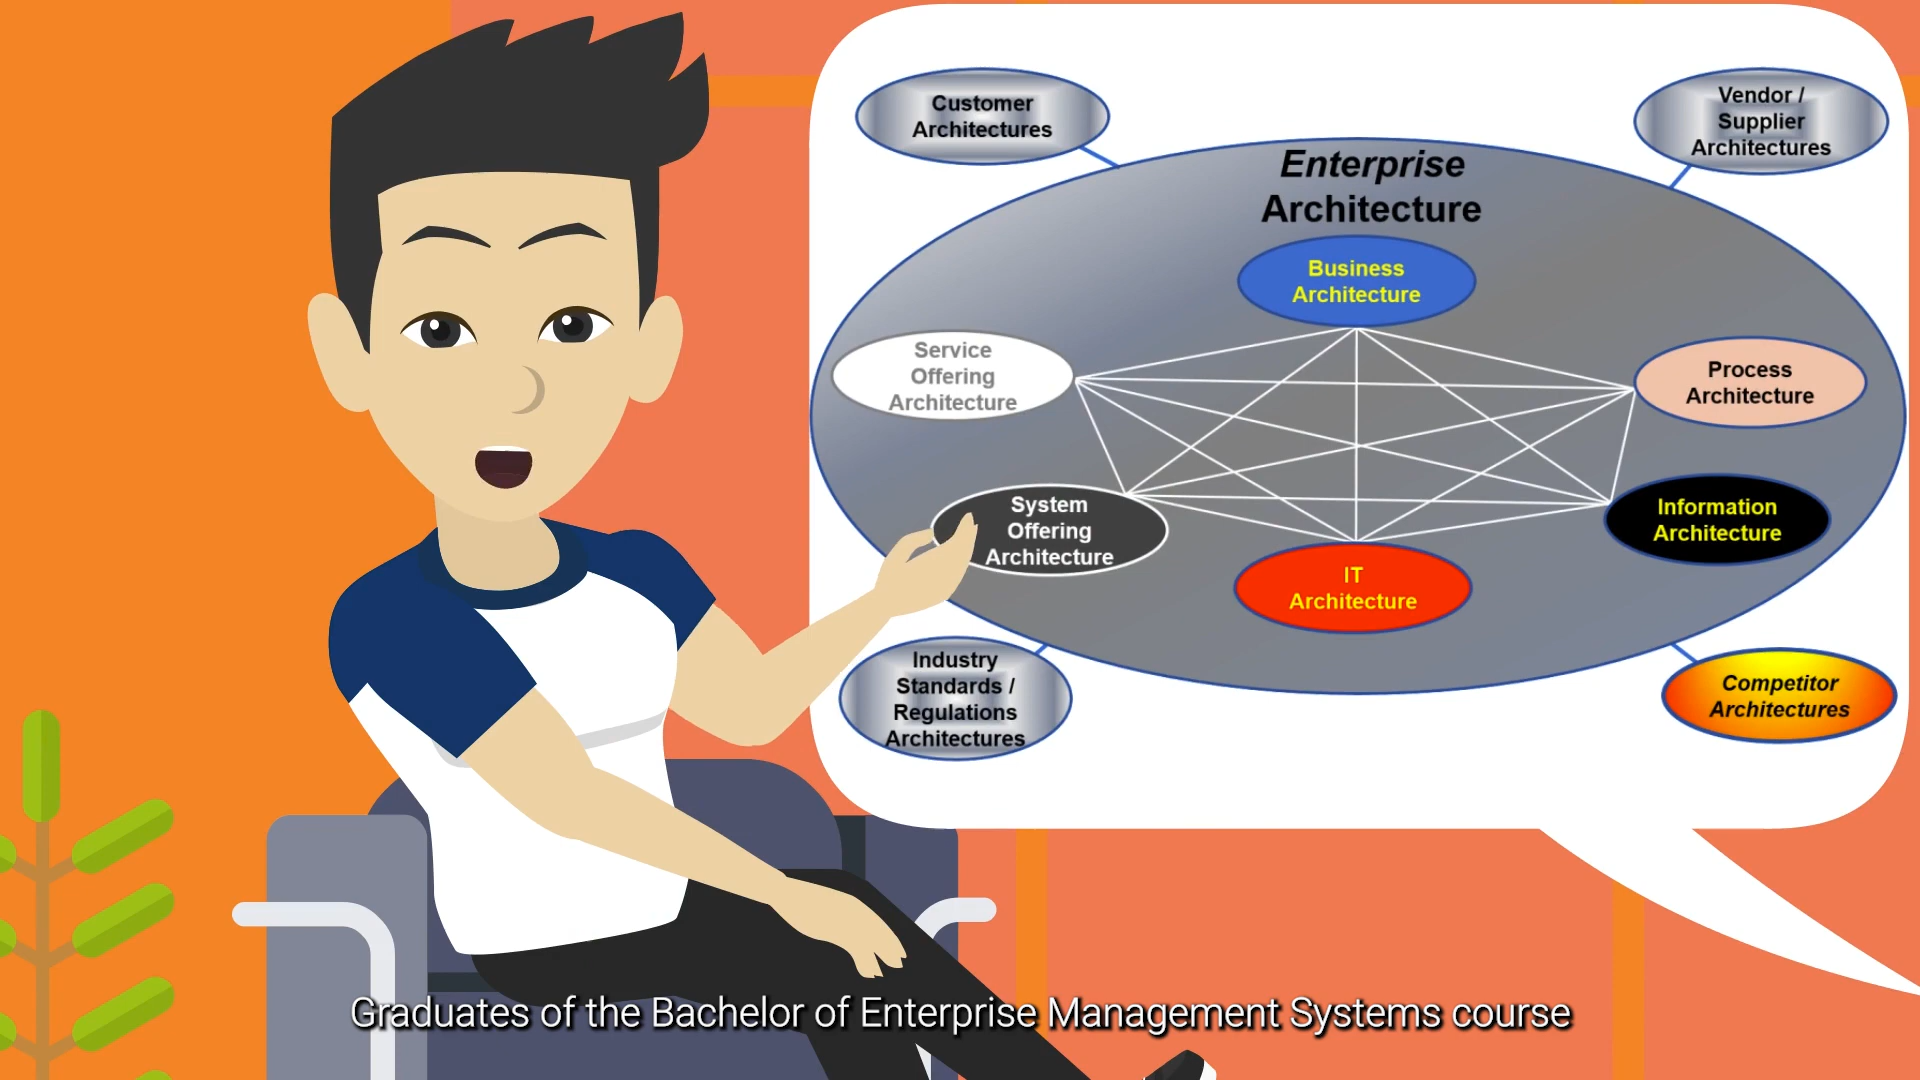 Customer
Architectures
Vendor /
Supplier
Architectures
Enterprise
Architecture
Business
Architecture
Service
Offering
Architecture
Process
Architecture
System
Offering
Architecture
Information
Architecture
IT
Architecture
Industry
Standards /
Regulations
Architectures
Competitor
Architectures
Graduates of the Bachelor of Enterprise Management Systems course